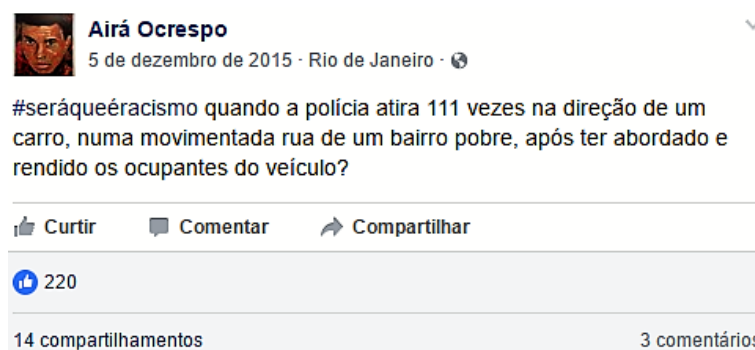 Airá Ocrespo
5 de dezembro de 2015 · Rio de Janeiro ·
#seráqueéracismo quando a polícia atira 111 vezes na direção de um
carro, numa movimentada rua de um bairro pobre, após ter abordado e
rendido os ocupantes do veículo?
Curtir Comentar Compartilhar
220
14 compartilhamentos 3 comentários